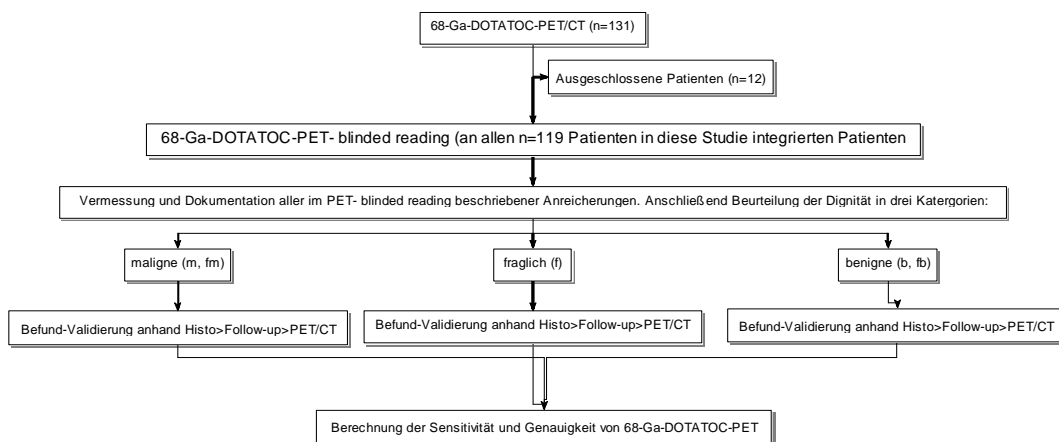 68-Ga-DOTATOC-PET/CT (n=131)
Ausgeschlossene Patienten (n=12)
68-Ga-DOTATOC-PET- blinded reading (an allen n=119 Patienten in diese Studie integrierten Patienten
Vermessung und Dokumentation aller im PET- blinded reading beschriebener Anreicherungen. Anschließend Beurteilung der Dignität in drei Katergorien:
maligne (m, fm)
fraglich (f)
benigne (b, fb)
Befund-Validierung anhand Histo>Follow-up>PET/CT
Befund-Validierung anhand Histo>Follow-up>PET/CT
Befund-Validierung anhand Histo>Follow-up>PET/CT
Berechnung der Sensitivität und Genauigkeit von 68-Ga-DOTATOC-PET